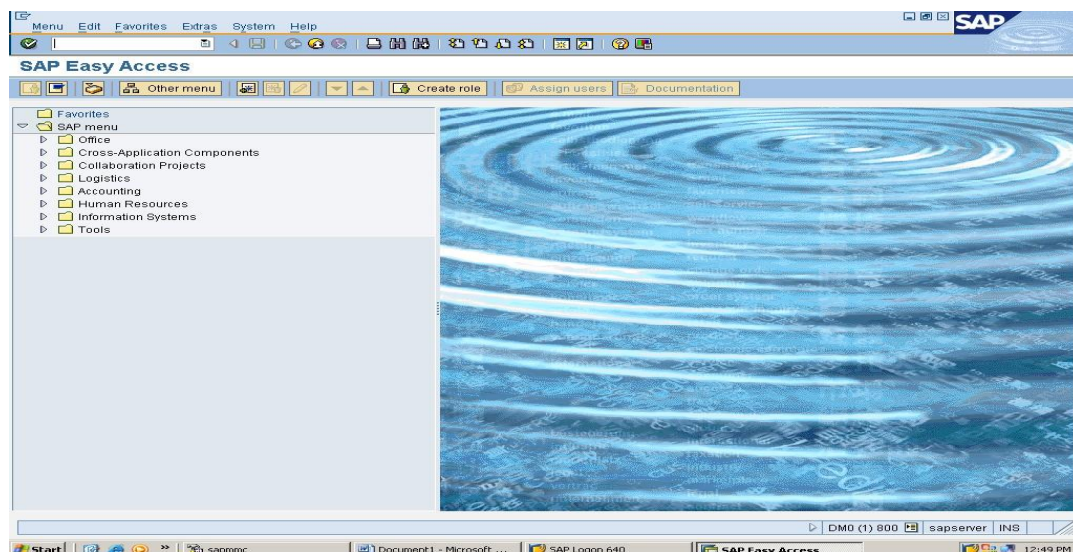 Menu Edit Favorites Extras System Help
SAP
SAP Easy Access
Other menu Create role Assign users Documentation
Favorites
SAP menu
Office
Cross-Application Components
Collaboration Projects
Logistics
Accounting
Human Resources
Information Systems
Tools
DM0 (1) 800 sapserver INS
Start sapmmc Document1 - Microsoft ... SAP Logon 640 SAP Easy Access 12:49 PM